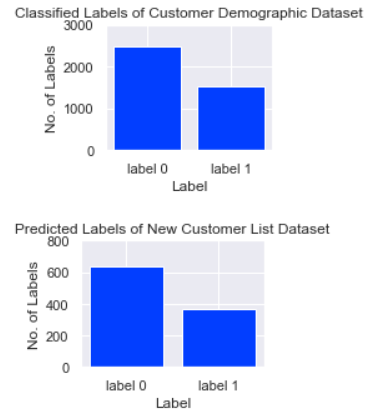 Classified Labels of Customer Demographic Dataset
3000
2000
1000
0
No. of Labels
label 0 label 1
Label
Predicted Labels of New Customer List Dataset
800
600
400
200
0
No. of Labels
label 0 label 1
Label